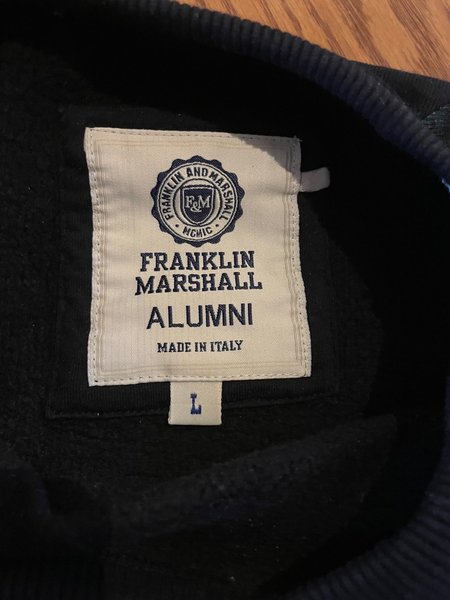 FRANKLIN AND MARSHALL
F&M
MCMIC
FRANKLIN
MARSHALL
ALUMNI
MADE IN ITALY
L